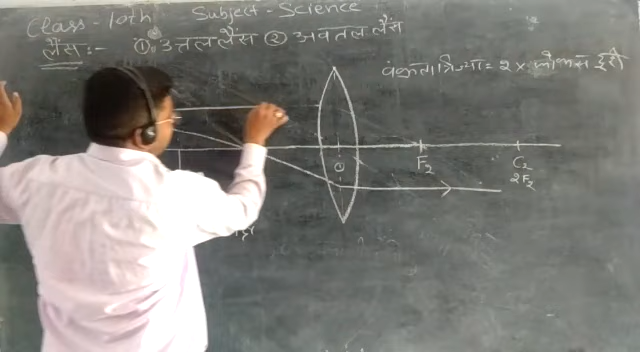 Class-10th Subject-Science
लैंस:- ① उत्तल लैंस ② अवतल लैंस
वक्रता त्रिज्या = 2 x फोकस दूरी
O
F₂
C₂
2F₂